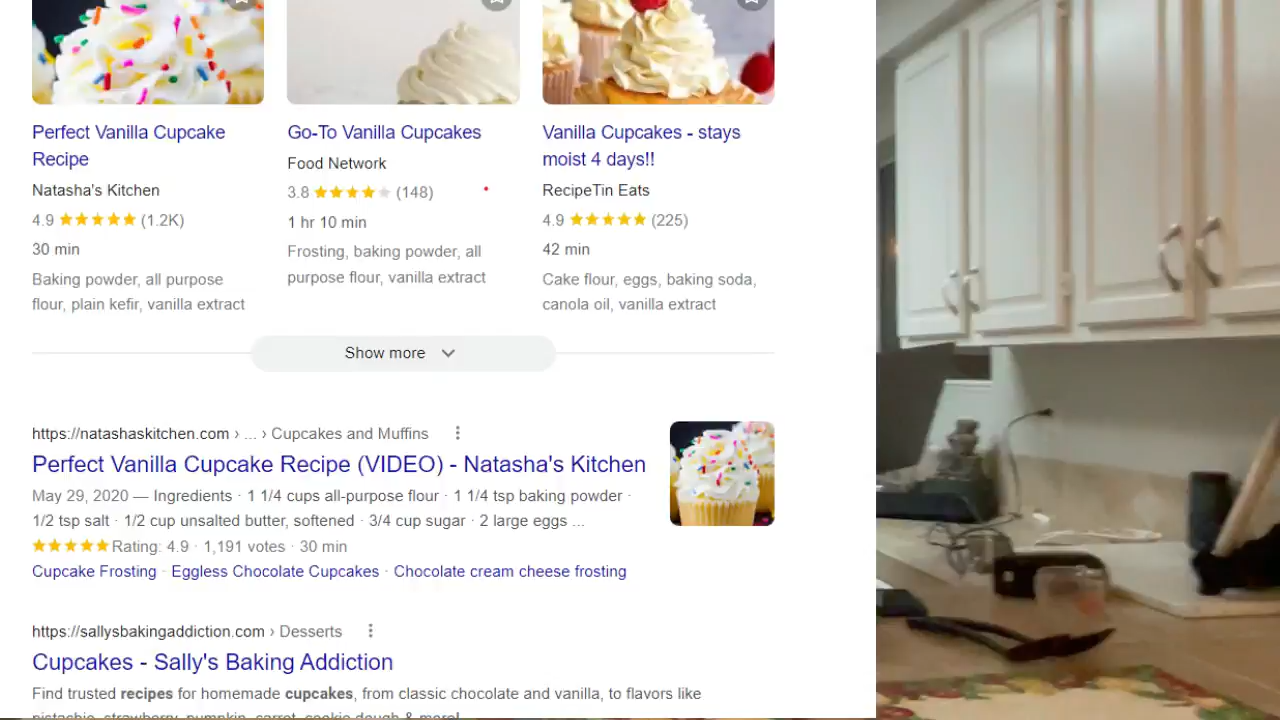 Perfect Vanilla Cupcake
Recipe
Natasha's Kitchen
4.9 ★★★★★ (1.2K)
30 min
Baking powder, all purpose
flour, plain kefir, vanilla extract
Go-To Vanilla Cupcakes
Food Network
3.8 ★★★★★ (148)
1 hr 10 min
Frosting, baking powder, all
purpose flour, vanilla extract
Vanilla Cupcakes - stays
moist 4 days!!
RecipeTin Eats
4.9 ★★★★★ (225)
42 min
Cake flour, eggs, baking soda,
canola oil, vanilla extract
Show more
https://natashaskitchen.com › ... › Cupcakes and Muffins
Perfect Vanilla Cupcake Recipe (VIDEO) - Natasha's Kitchen
May 29, 2020 — Ingredients · 1 1/4 cups all-purpose flour · 1 1/4 tsp baking powder ·
1/2 tsp salt · 1/2 cup unsalted butter, softened · 3/4 cup sugar · 2 large eggs ...
★★★★★ Rating: 4.9 · 1,191 votes · 30 min
Cupcake Frosting · Eggless Chocolate Cupcakes · Chocolate cream cheese frosting
https://sallysbakingaddiction.com › Desserts
Cupcakes - Sally's Baking Addiction
Find trusted recipes for homemade cupcakes, from classic chocolate and vanilla, to flavors like
pistachio, strawberry, pumpkin, carrot, cookie dough & more!